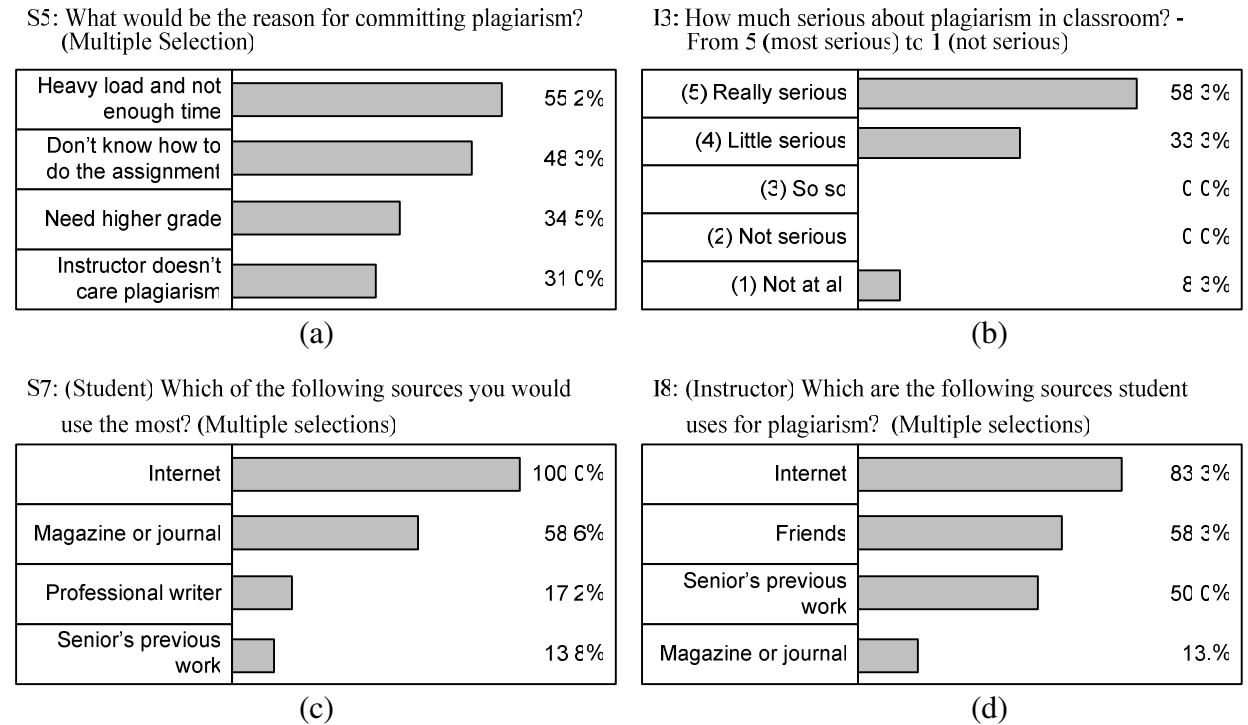 S5: What would be the reason for committing plagiarism?
(Multiple Selection)
Heavy load and not
enough time
55 2%
Don't know how to
do the assignment
48 3%
Need higher grade
34 5%
Instructor doesn't
care plagiarism
31 0%
(a)
I3: How much serious about plagiarism in classroom? -
From 5 (most serious) to 1 (not serious)
(5) Really serious
58 3%
(4) Little serious
33 3%
(3) So so
0 0%
(2) Not serious
0 0%
(1) Not at al
8 3%
(b)
S7: (Student) Which of the following sources you would
use the most? (Multiple selections)
Internet
100 0%
Magazine or journal
58 6%
Professional writer
17 2%
Senior's previous
work
13 8%
(c)
I8: (Instructor) Which are the following sources student
uses for plagiarism? (Multiple selections)
Internet
83 3%
Friends
58 3%
Senior's previous
work
50 0%
Magazine or journal
13.%
(d)